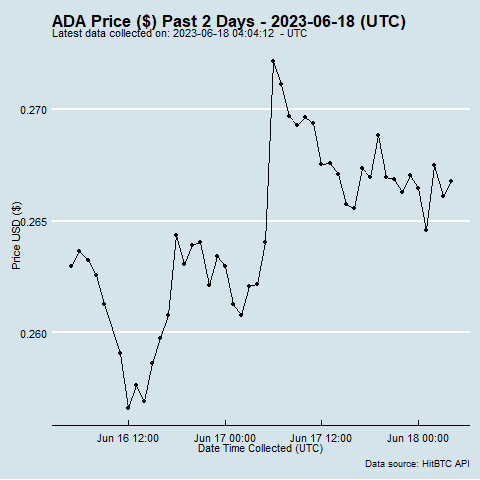 ADA Price ($) Past 2 Days - 2023-06-18 (UTC)
Latest data collected on: 2023-06-18 04:04:12 - UTC
0.270
0.265
0.260
Price USD ($)
Jun 16 12:00
Jun 17 00:00
Jun 17 12:00
Jun 18 00:00
Date Time Collected (UTC)
Data source: HitBTC API